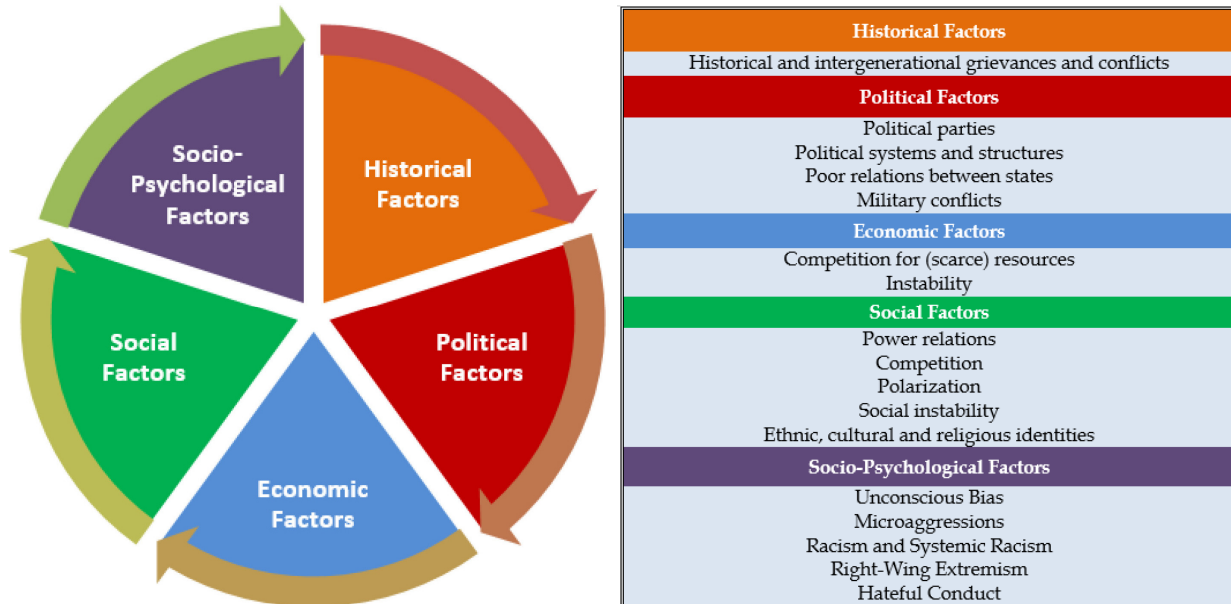 Socio-
Psychological
Factors
Historical
Factors
Social
Factors
Political
Factors
Economic
Factors
Historical Factors
Historical and intergenerational grievances and conflicts
Political Factors
Political parties
Political systems and structures
Poor relations between states
Military conflicts
Economic Factors
Competition for (scarce) resources
Instability
Social Factors
Power relations
Competition
Polarization
Social instability
Ethnic, cultural and religious identities
Socio-Psychological Factors
Unconscious Bias
Microaggressions
Racism and Systemic Racism
Right-Wing Extremism
Hateful Conduct